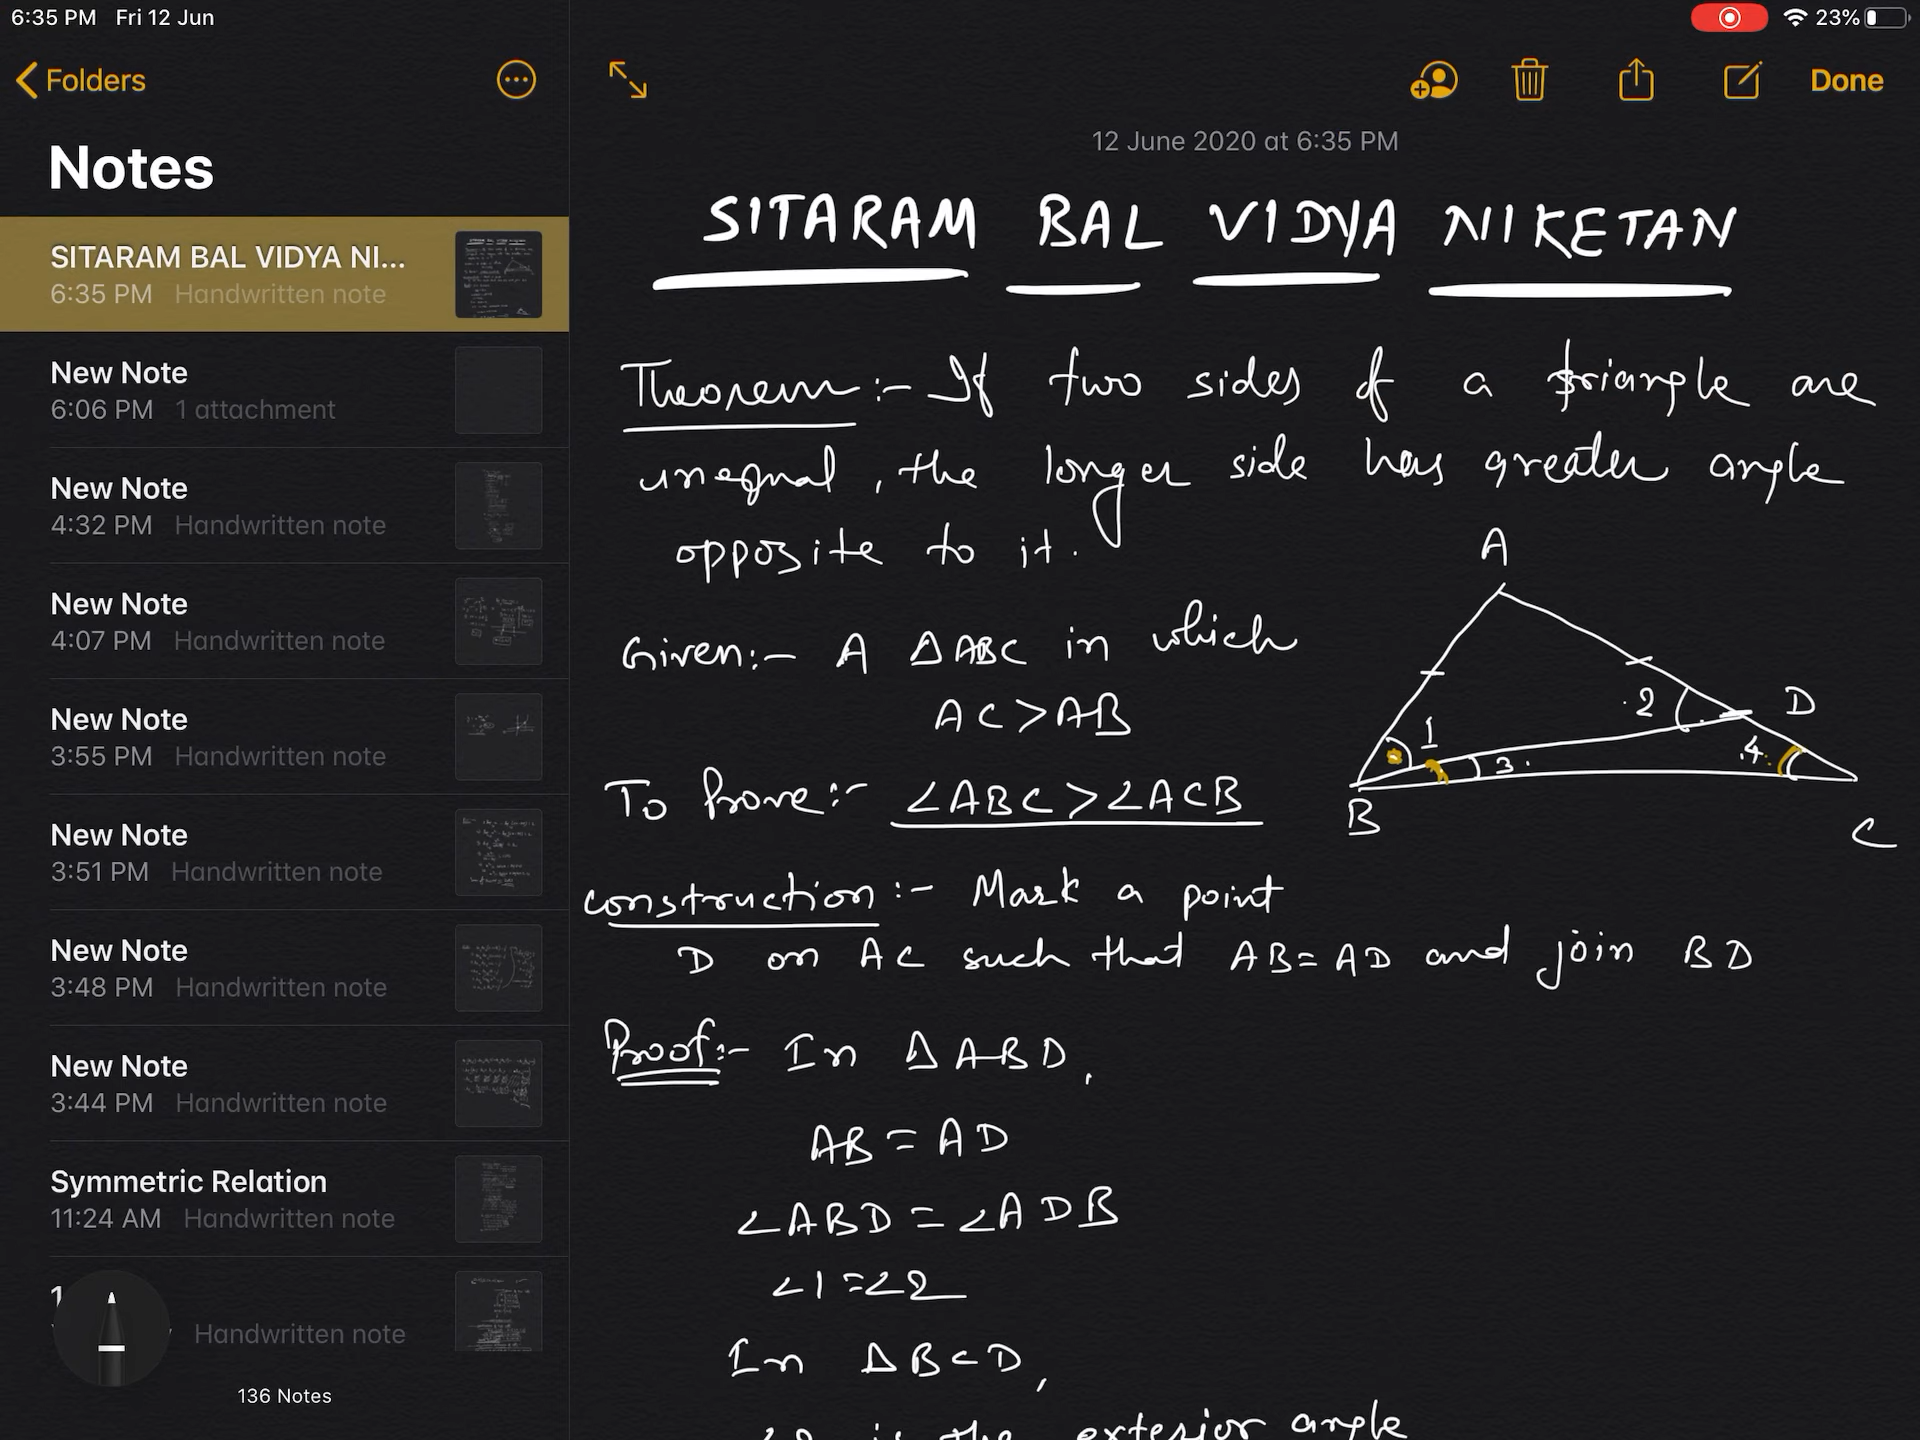 6:35 PM Fri 12 Jun
23%
Folders
Done
12 June 2020 at 6:35 PM
Notes
SITARAM BAL VIDYA NI...
6:35 PM Handwritten note
New Note
6:06 PM 1 attachment
New Note
4:32 PM Handwritten note
New Note
4:07 PM Handwritten note
New Note
3:55 PM Handwritten note
New Note
3:51 PM Handwritten note
New Note
3:48 PM Handwritten note
New Note
3:44 PM Handwritten note
Symmetric Relation
11:24 AM Handwritten note
1
Handwritten note
136 Notes
SITARAM BAL VIDYA NIKETAN
Theorem:- If two sides of a triangle are
unequal, the longer side has greater angle
opposite to it.
Given:- A ΔABC in which
AC>AB
To Prove:- ∠ABC>∠ACB
construction:- Mark a point
D on AC such that AB=AD and join BD
Proof:- In ΔABD,
AB=AD
∠ABD=∠ADB
∠1=∠2
In ΔBCD,
∠2 is the exterior angle
A
2 D
1
3. 4.
B
C